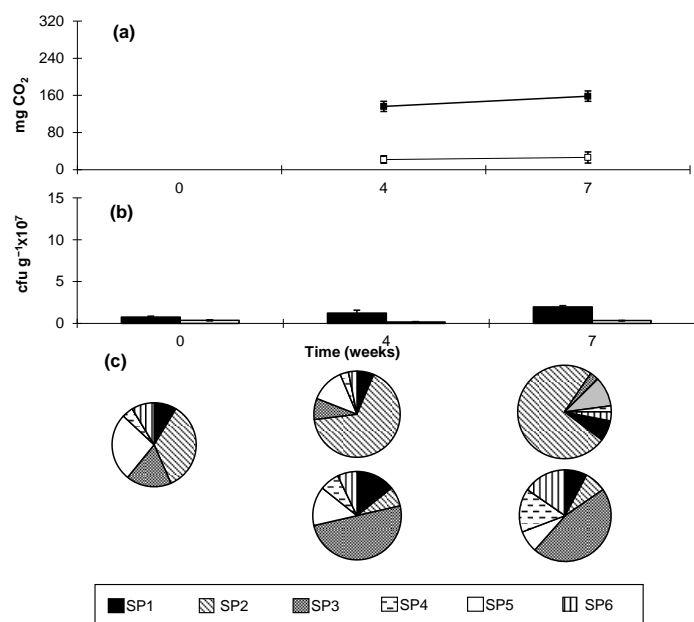 (a)
320
240
160
80
0
mg CO₂
0 4 7
(b)
15
10
5
0
cfu g⁻¹x10⁷
0 4 7
Time (weeks)
(c)
SP1 SP2 SP3 SP4 SP5 SP6